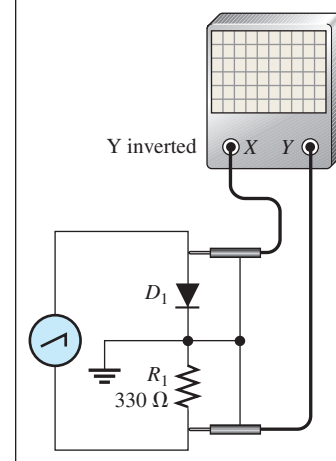 Y inverted X Y
D1
R1
330 Ω